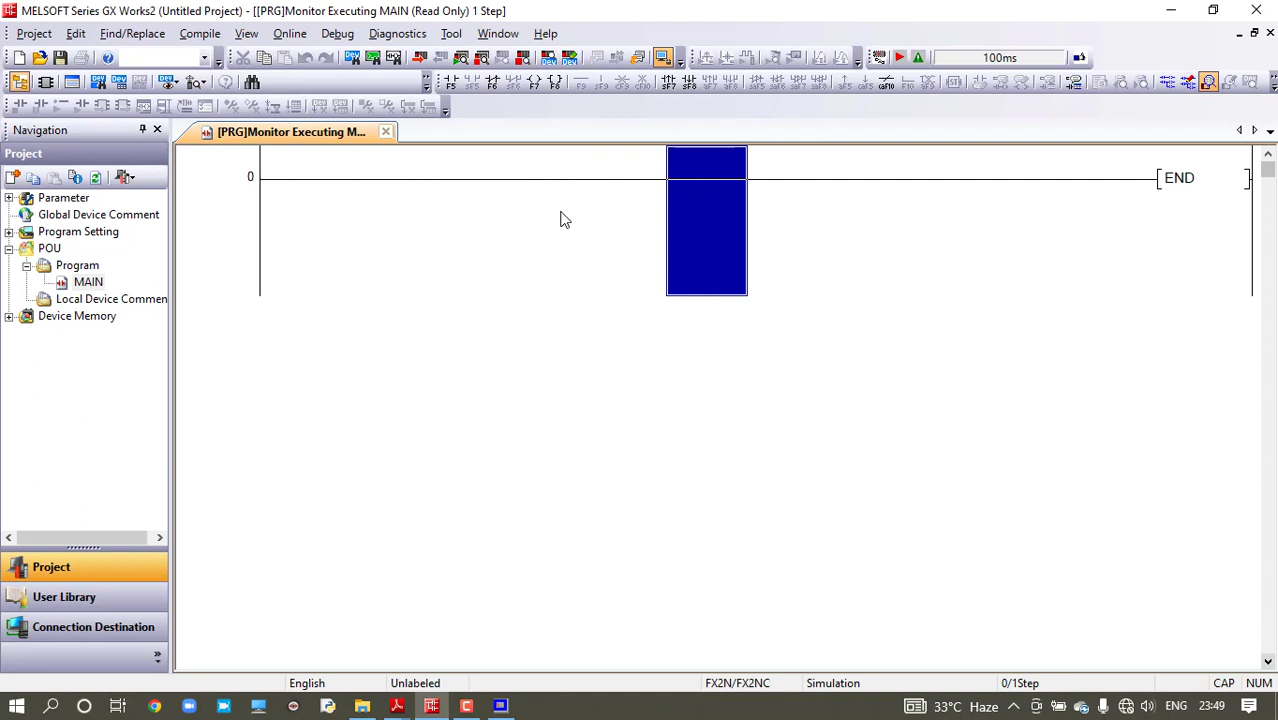 MELSOFT Series GX Works2 (Untitled Project) - [[PRG]Monitor Executing MAIN (Read Only) 1 Step]
Project Edit Find/Replace Compile View Online Debug Diagnostics Tool Window Help
100ms
Navigation
[PRG]Monitor Executing M...
Project
0
END
Parameter
Global Device Comment
Program Setting
POU
Program
MAIN
Local Device Commen
Device Memory
Project
User Library
Connection Destination
English Unlabeled FX2N/FX2NC Simulation 0/1Step CAP NUM
33°C Haze ENG 23:49